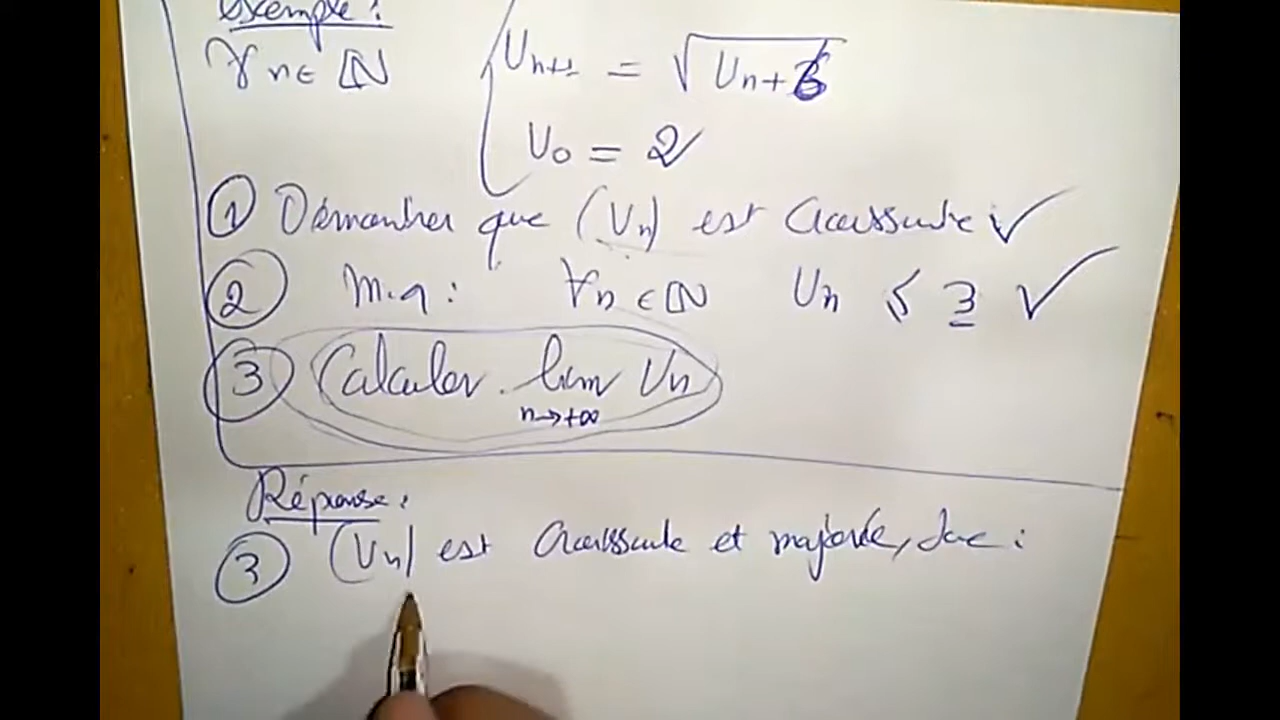 exemple :
∀n∈ℕ { Un+1 = √(Un+6)
U0 = 2
① Démontrer que (Un) est croissante ; ✓
② m.q : ∀n∈ℕ Un ≤ 3 ✓
③ Calculer lim Un
n→+∞
Réponse :
③ (Un) est croissante et majorée, donc :